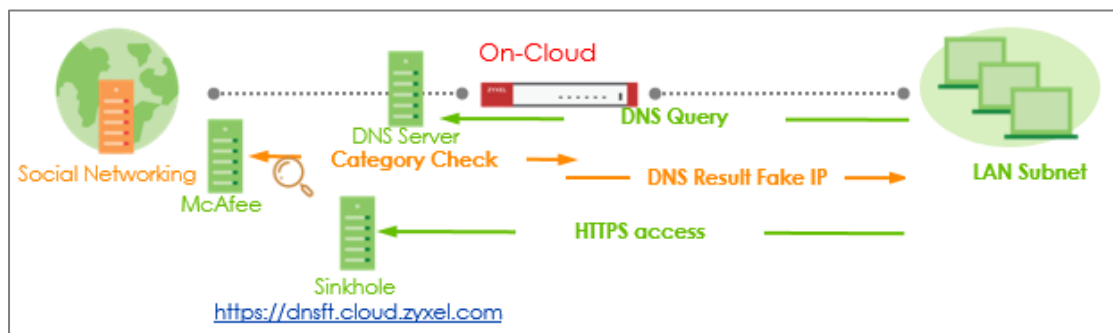 On-Cloud
ZYXEL
DNS Server
DNS Query
Social Networking
McAfee
Category Check
DNS Result Fake IP
LAN Subnet
HTTPS access
Sinkhole
https://dnsft.cloud.zyxel.com